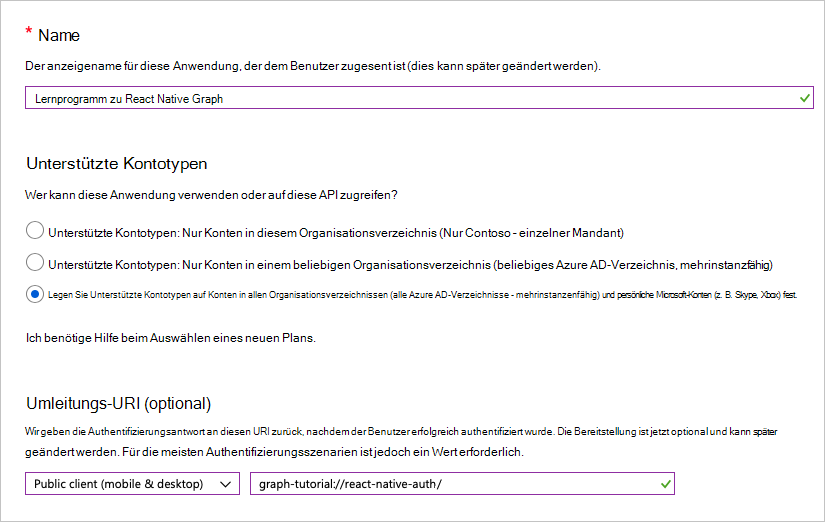 * Name
Der anzeigename für diese Anwendung, der dem Benutzer zugesent ist (dies kann später geändert werden).
Lernprogramm zu React Native Graph
Unterstützte Kontotypen
Wer kann diese Anwendung verwenden oder auf diese API zugreifen?
Unterstützte Kontotypen: Nur Konten in diesem Organisationsverzeichnis (Nur Contoso - einzelner Mandant)
Unterstützte Kontotypen: Nur Konten in einem beliebigen Organisationsverzeichnis (beliebiges Azure AD-Verzeichnis, mehrinstanzfähig)
Legen Sie Unterstützte Kontotypen auf Konten in allen Organisationsverzeichnissen (alle Azure AD-Verzeichnisse - mehrinstanzenfähig) und persönliche Microsoft-Konten (z. B. Skype, Xbox) fest.
Ich benötige Hilfe beim Auswählen eines neuen Plans.
Umleitungs-URI (optional)
Wir geben die Authentifizierungsantwort an diesen URI zurück, nachdem der Benutzer erfolgreich authentifiziert wurde. Die Bereitstellung ist jetzt optional und kann später
geändert werden. Für die meisten Authentifizierungsszenarien ist jedoch ein Wert erforderlich.
Public client (mobile & desktop) graph-tutorial://react-native-auth/